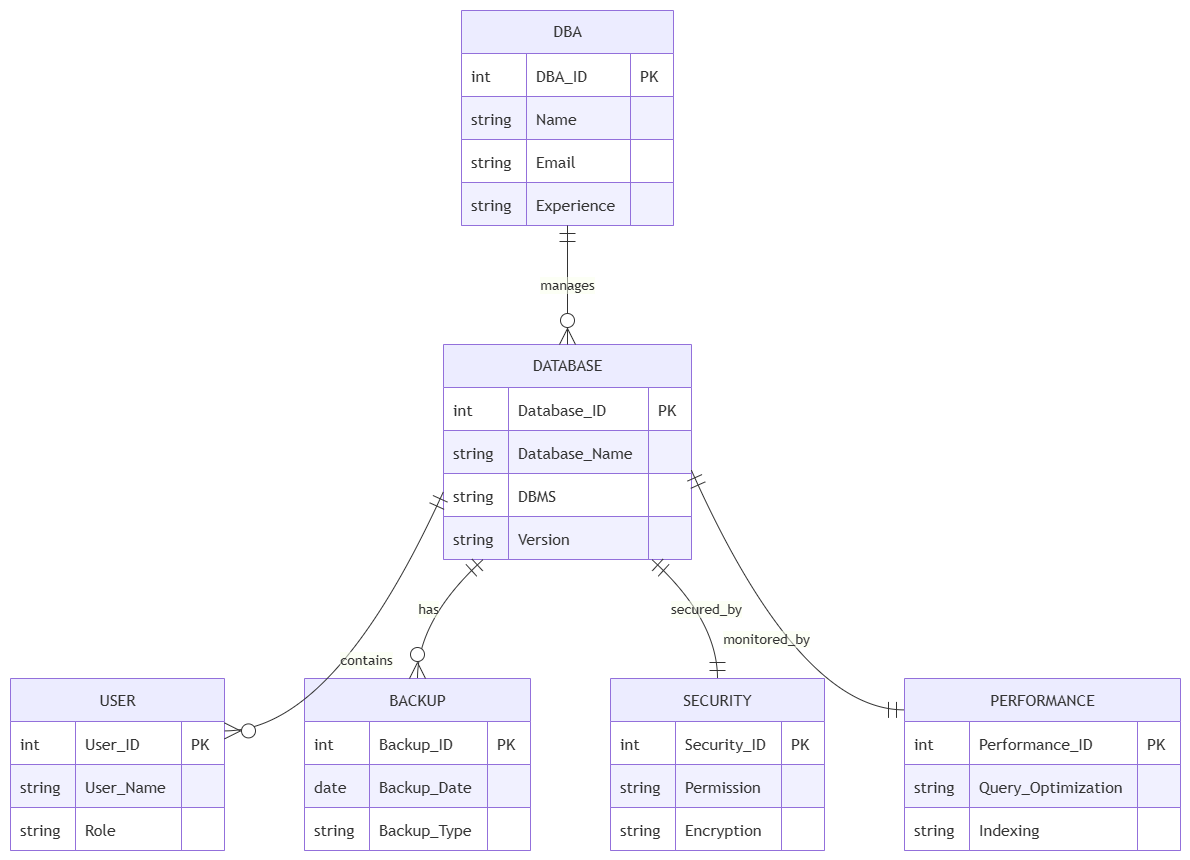 DBA
int DBA_ID PK
string Name
string Email
string Experience
manages
DATABASE
int Database_ID PK
string Database_Name
string DBMS
string Version
has
secured_by
monitored_by
contains
USER
int User_ID PK
string User_Name
string Role
BACKUP
int Backup_ID PK
date Backup_Date
string Backup_Type
SECURITY
int Security_ID PK
string Permission
string Encryption
PERFORMANCE
int Performance_ID PK
string Query_Optimization
string Indexing